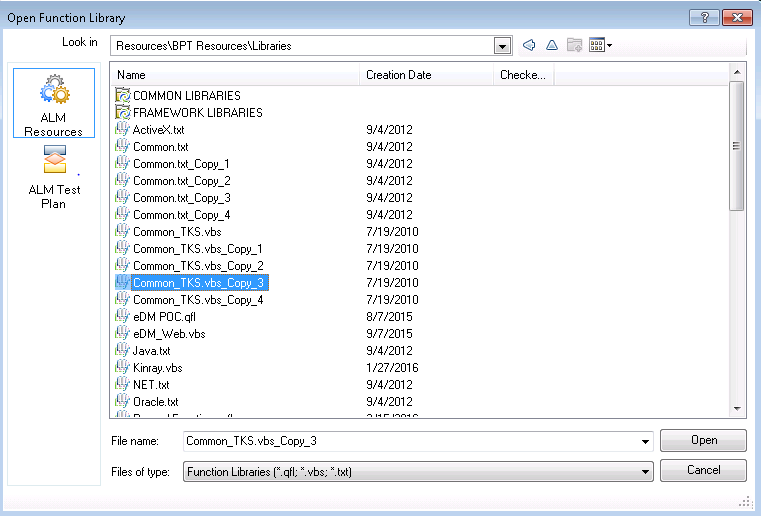 Open Function Library
Look in
Resources\BPT Resources\Libraries
ALM
Resources
ALM Test
Plan
Name Creation Date Checke...
COMMON LIBRARIES
FRAMEWORK LIBRARIES
ActiveX.txt 9/4/2012
Common.txt 9/4/2012
Common.txt_Copy_1 9/4/2012
Common.txt_Copy_2 9/4/2012
Common.txt_Copy_3 9/4/2012
Common.txt_Copy_4 9/4/2012
Common_TKS.vbs 7/19/2010
Common_TKS.vbs_Copy_1 7/19/2010
Common_TKS.vbs_Copy_2 7/19/2010
Common_TKS.vbs_Copy_3 7/19/2010
Common_TKS.vbs_Copy_4 7/19/2010
eDM POC.qfl 8/7/2015
eDM_Web.vbs 9/7/2015
Java.txt 9/4/2012
Kinray.vbs 1/27/2016
NET.txt 9/4/2012
Oracle.txt 9/4/2012
File name: Common_TKS.vbs_Copy_3 Open
Files of type: Function Libraries (*.qfl; *.vbs; *.txt) Cancel